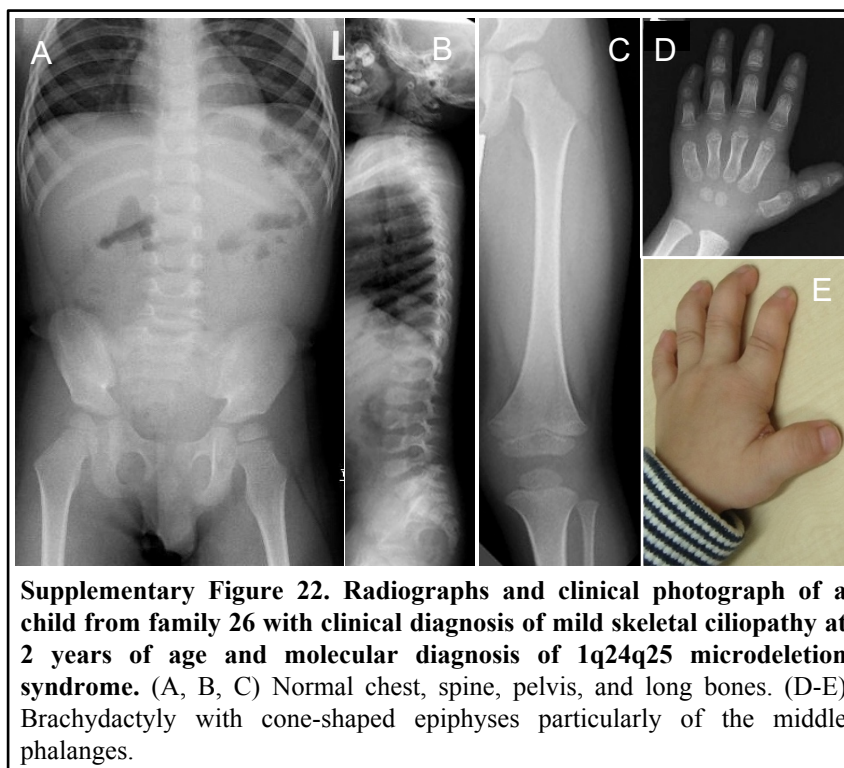 A
L
B
C
D
E
Supplementary Figure 22. Radiographs and clinical photograph of a
child from family 26 with clinical diagnosis of mild skeletal ciliopathy at
2 years of age and molecular diagnosis of 1q24q25 microdeletion
syndrome. (A, B, C) Normal chest, spine, pelvis, and long bones. (D-E)
Brachydactyly with cone-shaped epiphyses particularly of the middle
phalanges.